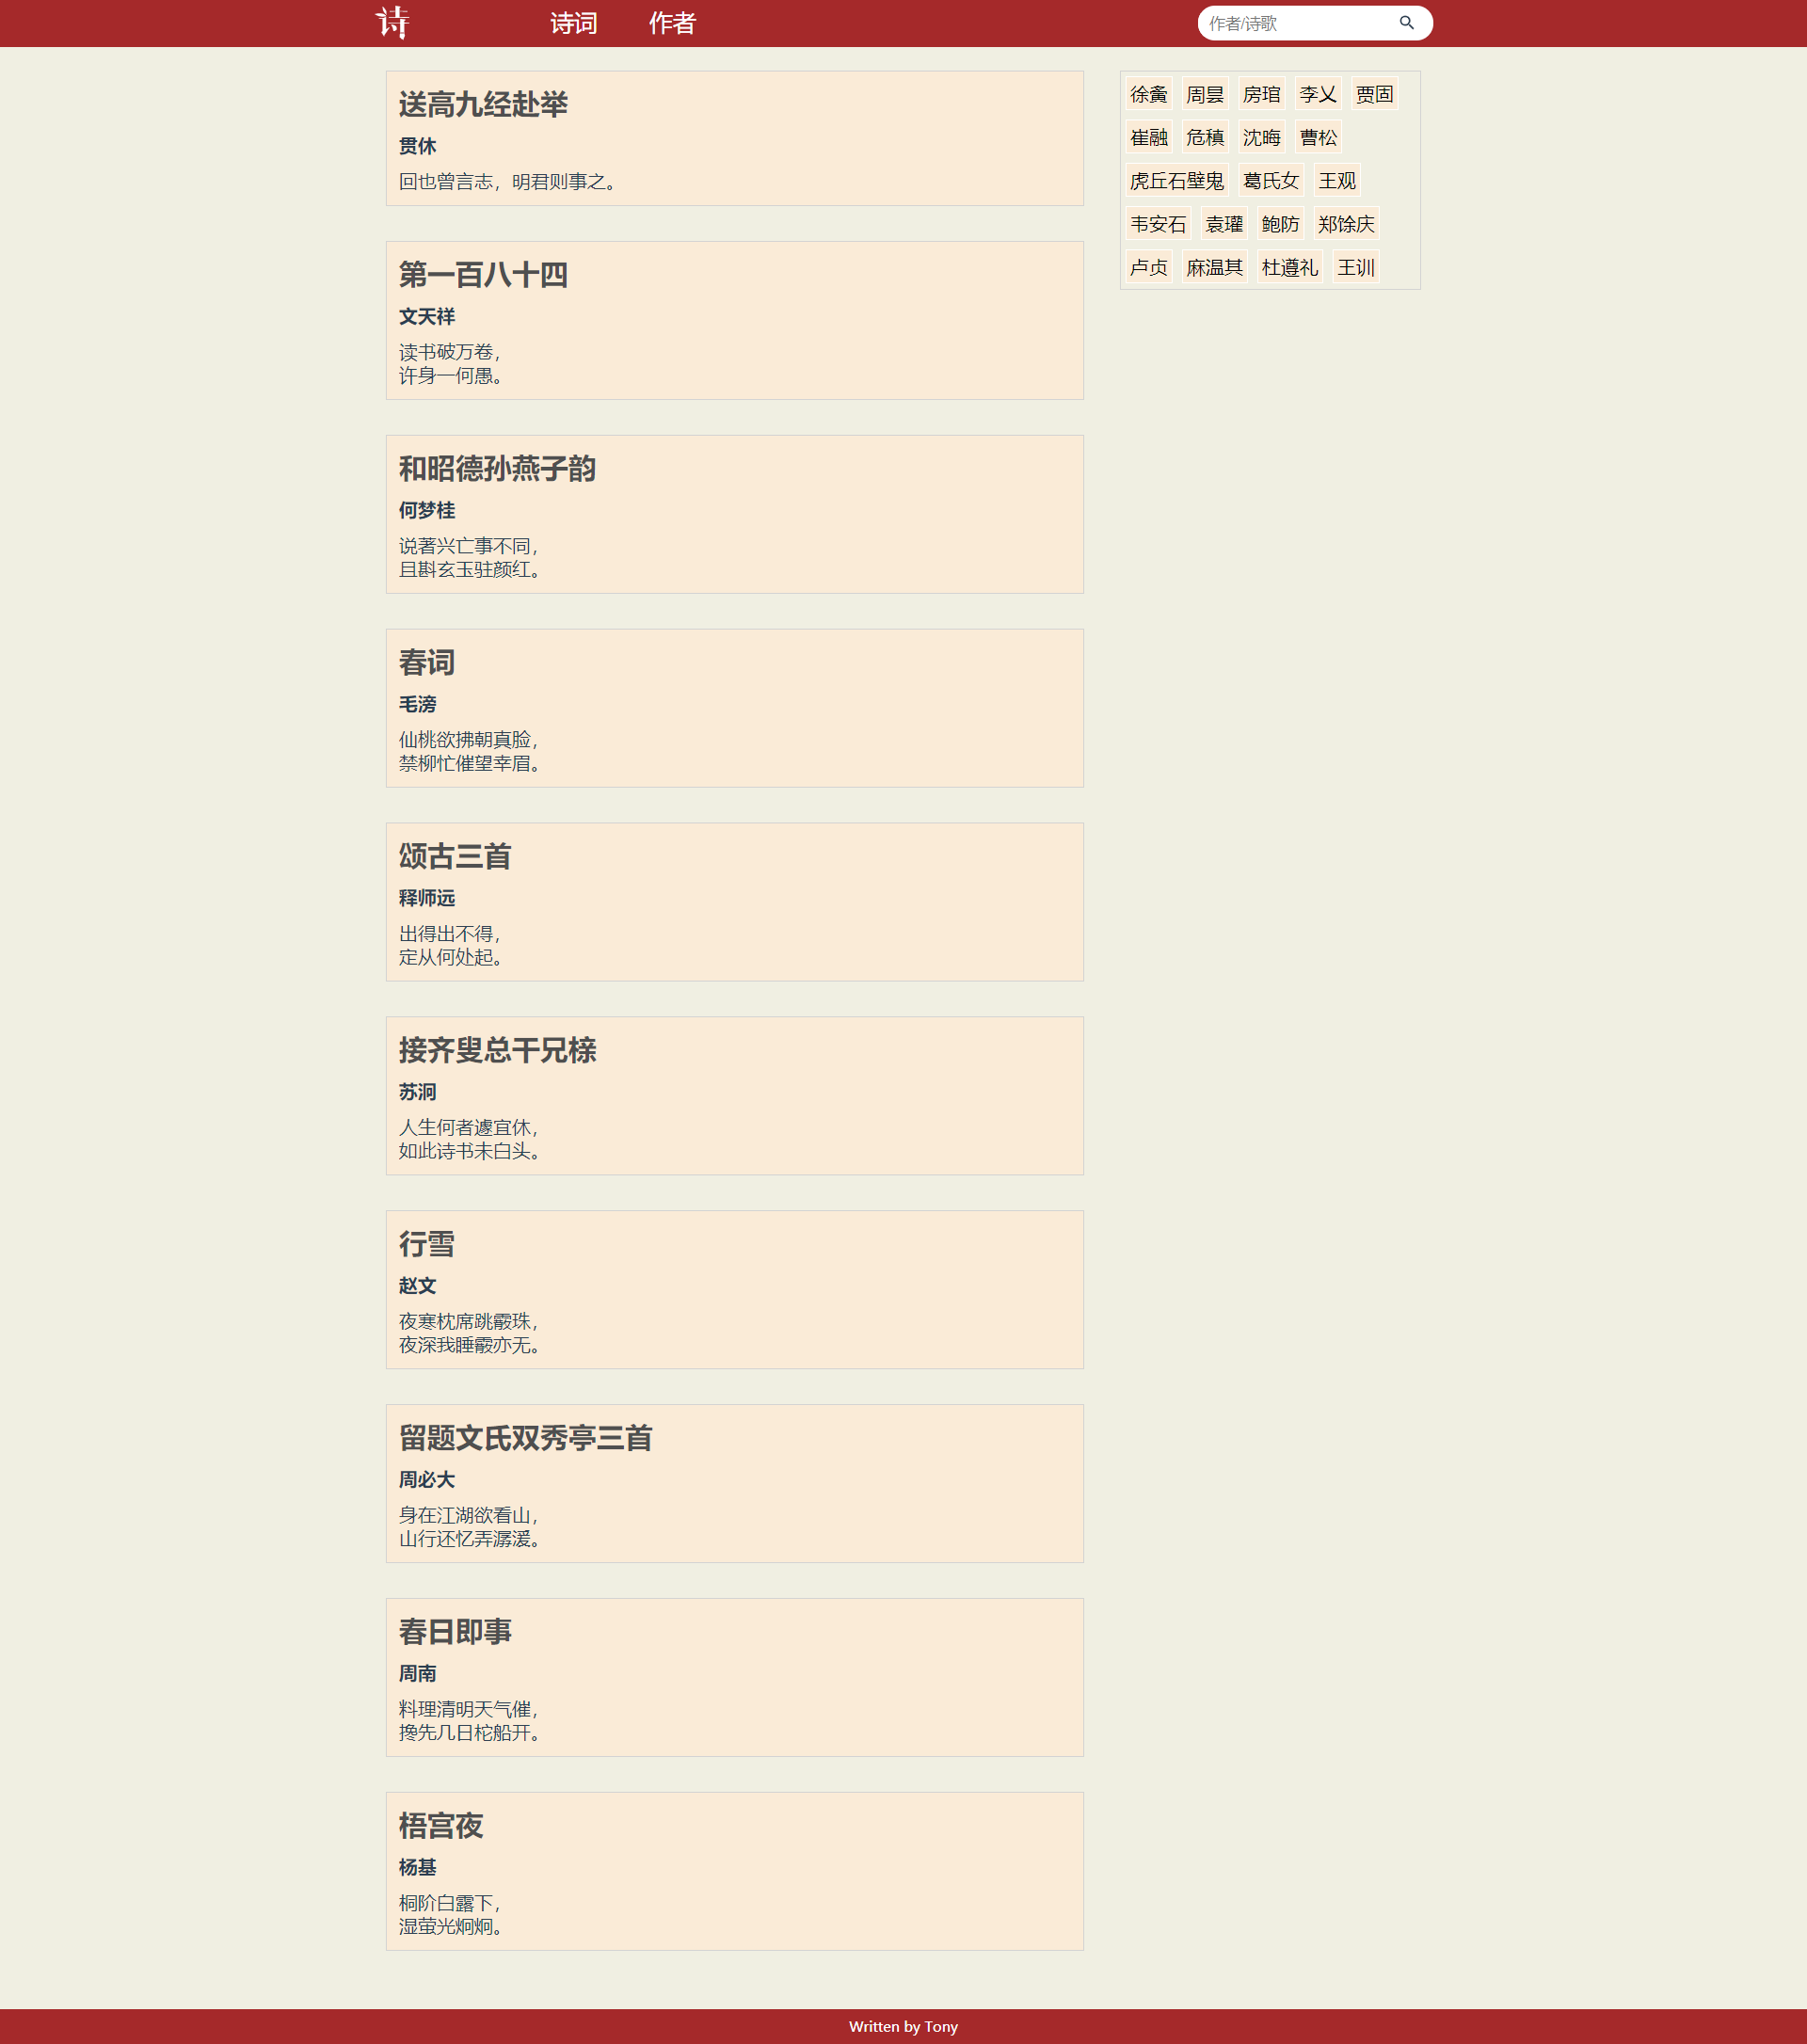 诗 诗词 作者 作者/诗歌
送高九经赴举
贯休
回也曾言志，明君则事之。
第一百八十四
文天祥
读书破万卷，
许身一何愚。
和昭德孙燕子韵
何梦桂
说著兴亡事不同，
且斟玄玉驻颜红。
春词
毛滂
仙桃欲拂朝真脸，
禁柳忙催望幸眉。
颂古三首
释师远
出得出不得，
定从何处起。
接齐叟总干兄榇
苏泂
人生何者遽宜休，
如此诗书未白头。
行雪
赵文
夜寒枕席跳霰珠，
夜深我睡霰亦无。
留题文氏双秀亭三首
周必大
身在江湖欲看山，
山行还忆弄潺湲。
春日即事
周南
料理清明天气催，
搀先几日柁船开。
梧宫夜
杨基
桐阶白露下，
湿萤光炯炯。
徐夤 周昙 房琯 李乂 贾固
崔融 危稹 沈晦 曹松
虎丘石壁鬼 葛氏女 王观
韦安石 袁瓘 鲍防 郑馀庆
卢贞 麻温其 杜遵礼 王训
Written by Tony